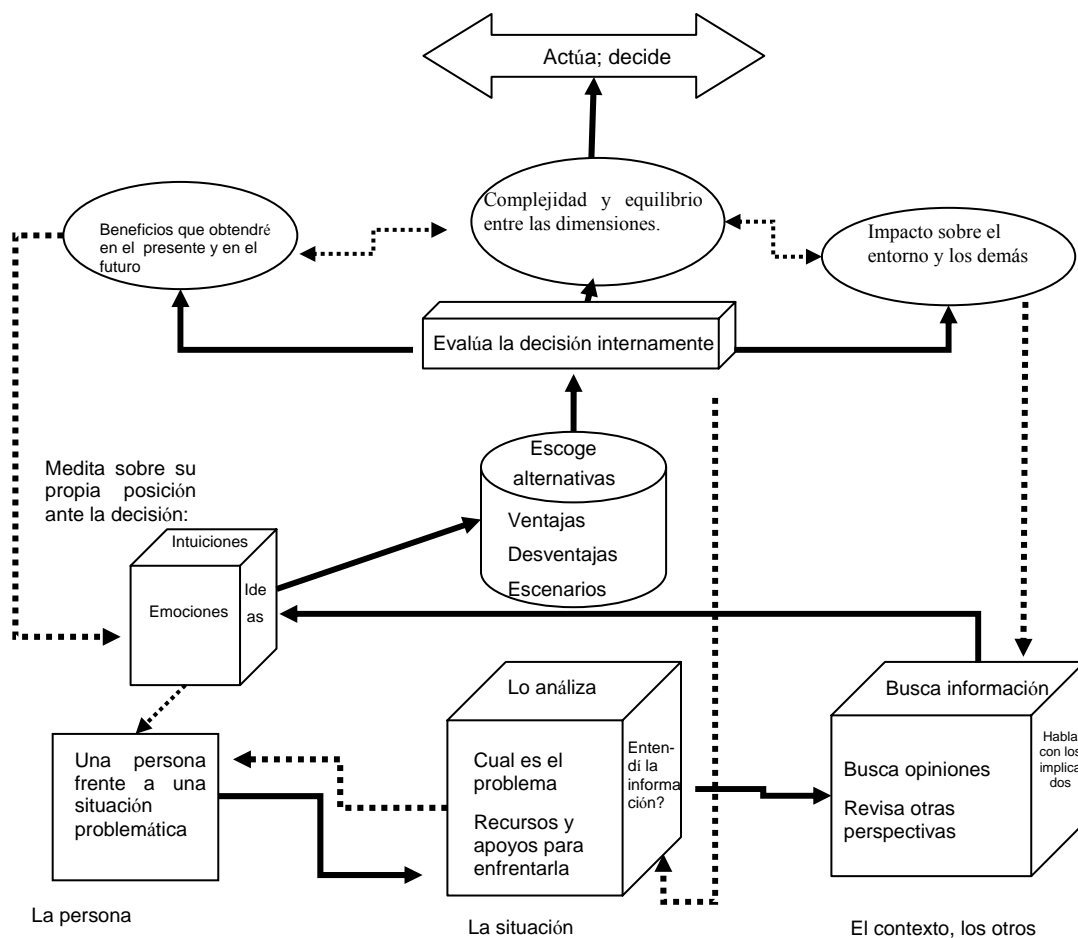 Actúa; decide
Complejidad y equilibrio
entre las dimensiones.
Beneficios que obtendré
en el presente y en el
futuro
Impacto sobre el
entorno y los demás
Evalúa la decisión internamente
Escoge
alternativas
Ventajas
Desventajas
Escenarios
Medita sobre su
propia posición
ante la decisión:
Intuiciones
Emociones
Ide
as
Lo análiza
Cual es el
problema
Recursos y
apoyos para
enfrentarla
Enten-
dí la
informa
ción?
Busca información
Busca opiniones
Revisa otras
perspectivas
Habla
con los
implica
dos
Una persona
frente a una
situación
problemática
La persona
La situación
El contexto, los otros